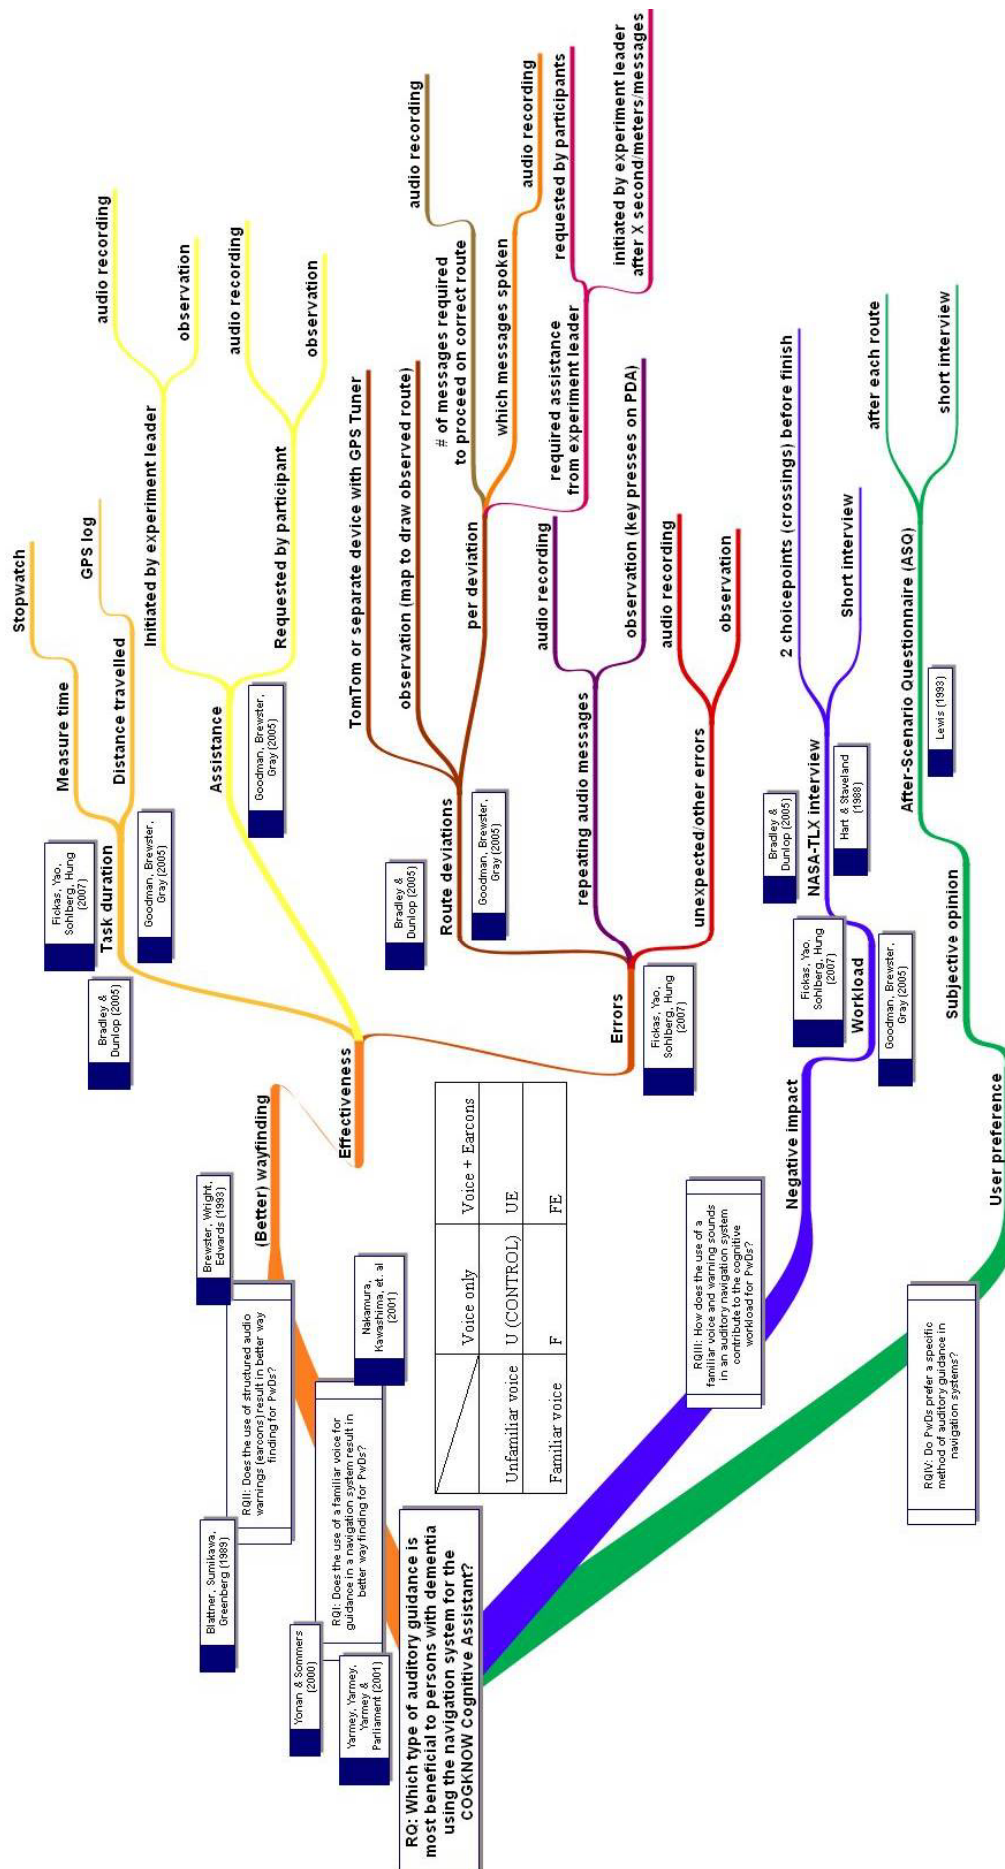 RQ: Which type of auditory guidance is
most beneficial to persons with dementia
using the navigation system for the
COGKNOW Cognitive Assistant?
Yarmey, Yarmey,
Yarmey &
Parliament (2001)
Yonan & Sommers
(2000)
RQI: Does the use of a familiar voice for
guidance in a navigation system result in
better way finding for PwDs?
Nakamura,
Kawashima, et. al
(2001)
Blattner, Sumikawa,
Greenberg (1989)
RQII: Does the use of structured audio
warnings (earcons) result in better way
finding for PwDs?
Brewster, Wright,
Edwards (1993)
(Better) wayfinding
Effectiveness
Bradley &
Dunlop (2005)
Fickas, Yao,
Sohlberg, Hung
(2007)
Task duration
Goodman, Brewster,
Gray (2005)
Measure time
Stopwatch
Distance travelled
GPS log
Assistance
Goodman, Brewster,
Gray (2005)
Initiated by experiment leader
audio recording
observation
Requested by participant
audio recording
observation
Errors
Fickas, Yao,
Sohlberg, Hung
(2007)
Bradley &
Dunlop (2005)
Route deviations
Goodman, Brewster,
Gray (2005)
TomTom or separate device with GPS Tuner
observation (map to draw observed route)
per deviation
# of messages required
to proceed on correct route
audio recording
which messages spoken
audio recording
required assistance
from experiment leader
requested by participants
initiated by experiment leader
after X second/meters/messages
repeating audio messages
audio recording
observation (key presses on PDA)
unexpected/other errors
audio recording
observation
Voice only
Voice + Earcons
Unfamiliar voice
U (CONTROL)
UE
Familiar voice
F
FE
RQIII: How does the use of a
familiar voice and warning sounds
in an auditory navigation system
contribute to the cognitive
workload for PwDs?
Negative impact
Workload
Fickas, Yao,
Sohlberg, Hung
(2007)
Goodman, Brewster,
Gray (2005)
Bradley &
Dunlop (2005)
NASA-TLX interview
Hart & Staveland
(1988)
2 choicepoints (crossings) before finish
Short interview
RQIV: Do PwDs prefer a specific
method of auditory guidance in
navigation systems?
User preference
Subjective opinion
After-Scenario Questionnaire (ASQ)
Lewis (1993)
after each route
short interview